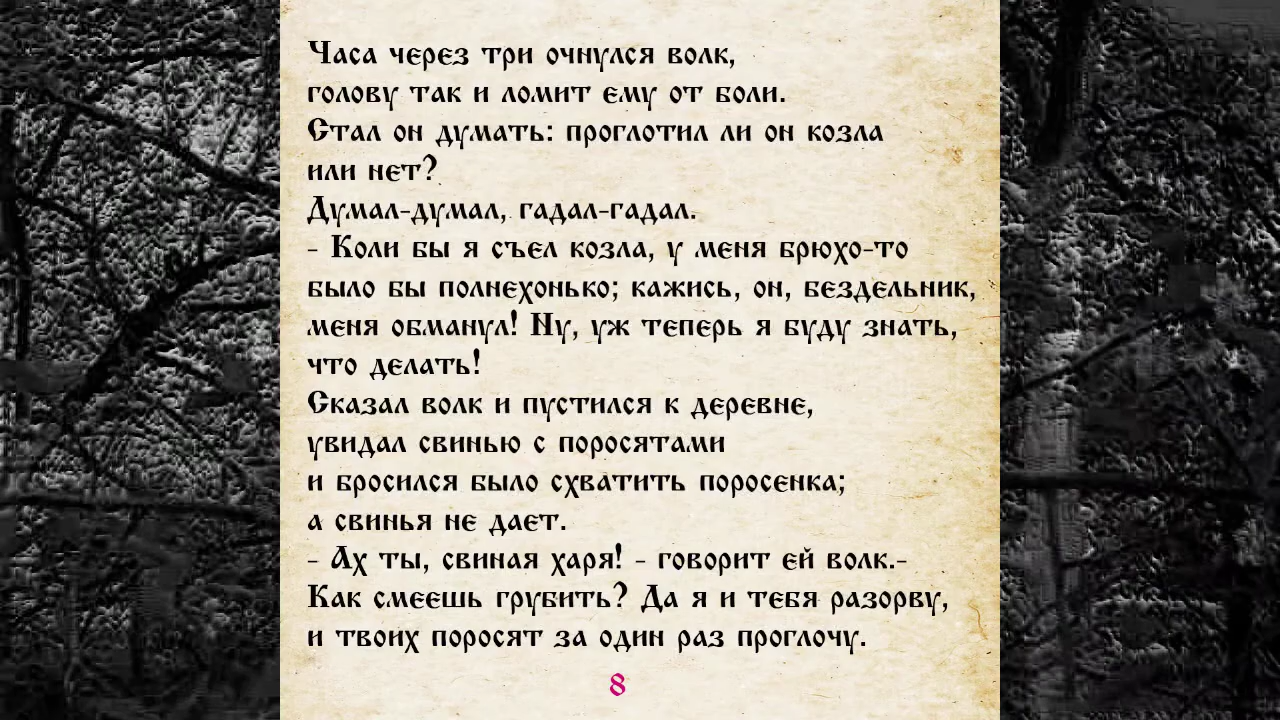 Часа через три очнулся волк,
голову так и ломит ему от боли.
Стал он думать: проглотил ли он козла
или нет?
Думал-думал, гадал-гадал.
- Коли бы я съел козла, у меня брюхо-то
было бы полнехонько; кажись, он, бездельник,
меня обманул! Ну, уж теперь я буду знать,
что делать!
Сказал волк и пустился к деревне,
увидал свинью с поросятами
и бросился было схватить поросенка;
а свинья не дает.
- Ах ты, свиная харя! - говорит ей волк.-
Как смеешь грубить? Да я и тебя разорву,
и твоих поросят за один раз проглочу.
8